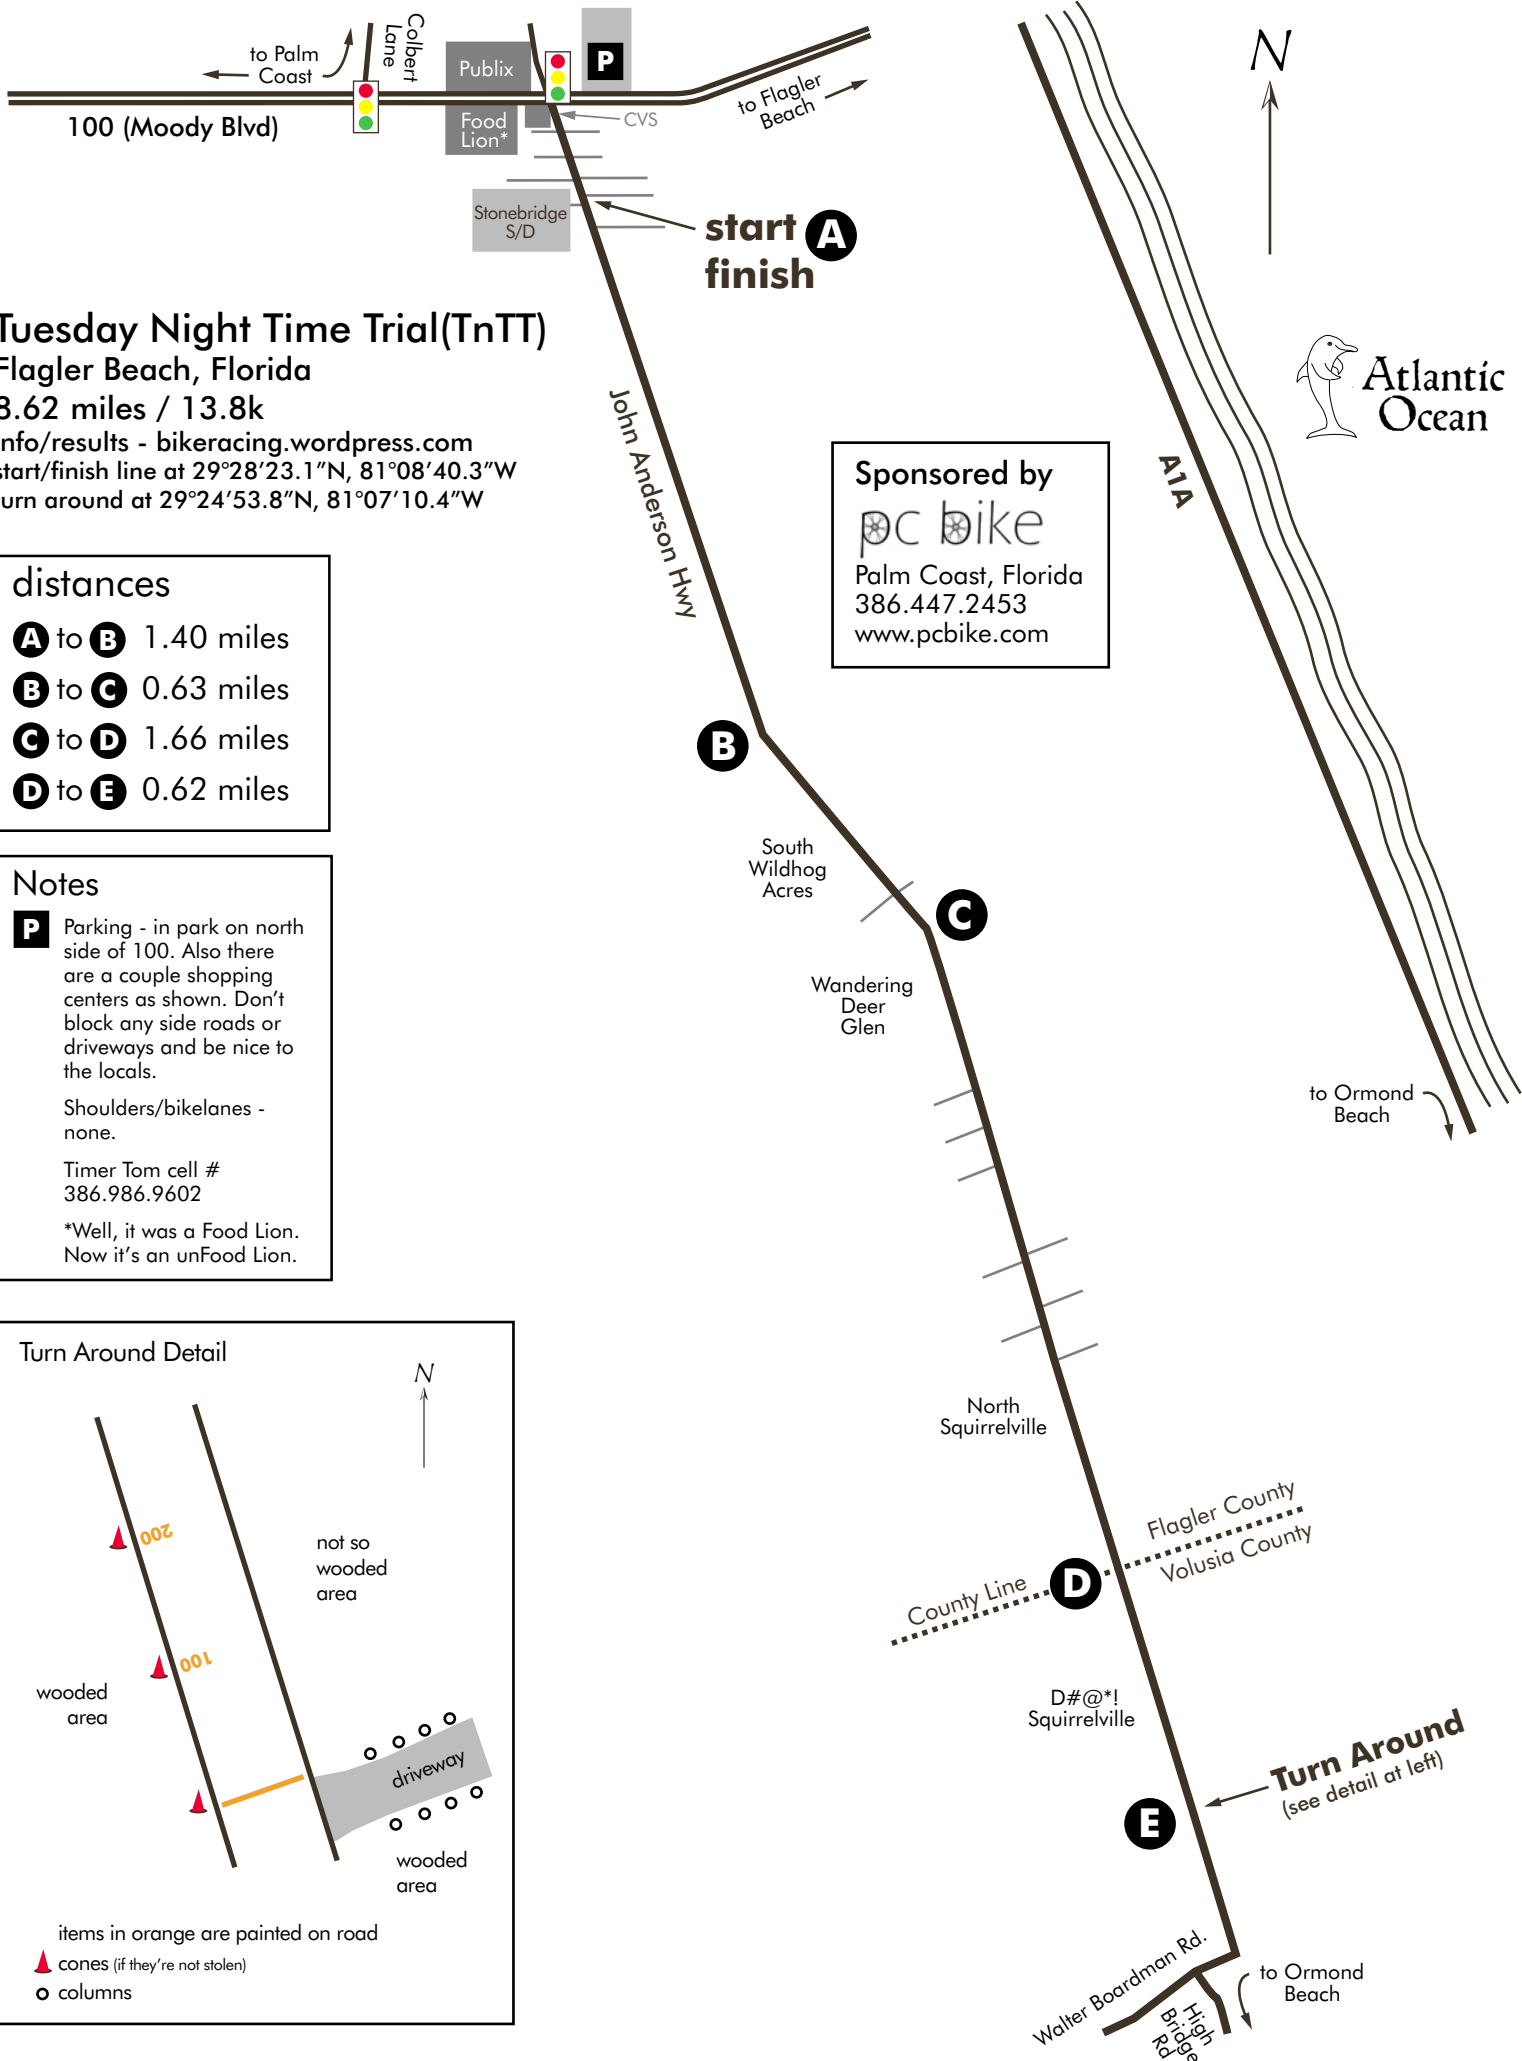 to Palm
Coast
Colbert
Lane
Publix
P
100 (Moody Blvd)
Food
Lion*
CVS
to Flagler
Beach
N
Stonebridge
S/D
start A
finish
Tuesday Night Time Trial(TnTT)
Flagler Beach, Florida
8.62 miles / 13.8k
info/results - bikeracing.wordpress.com
start/finish line at 29°28′23.1″N, 81°08′40.3″W
turn around at 29°24′53.8″N, 81°07′10.4″W
John Anderson Hwy
Atlantic
Ocean
A1A
Sponsored by
pc bike
Palm Coast, Florida
386.447.2453
www.pcbike.com
distances
A to B 1.40 miles
B to C 0.63 miles
C to D 1.66 miles
D to E 0.62 miles
B
South
Wildhog
Acres
C
Wandering
Deer
Glen
Notes
P Parking - in park on north
side of 100. Also there
are a couple shopping
centers as shown. Don't
block any side roads or
driveways and be nice to
the locals.
Shoulders/bikelanes -
none.
Timer Tom cell #
386.986.9602
*Well, it was a Food Lion.
Now it's an unFood Lion.
to Ormond
Beach
North
Squirrelville
Flagler County
Volusia County
County Line
D
D#@*!
Squirrelville
Turn Around
(see detail at left)
E
Walter Boardman Rd.
High
Bridge
Rd
to Ormond
Beach
Turn Around Detail
N
200
not so
wooded
area
100
wooded
area
driveway
wooded
area
items in orange are painted on road
cones (if they're not stolen)
columns